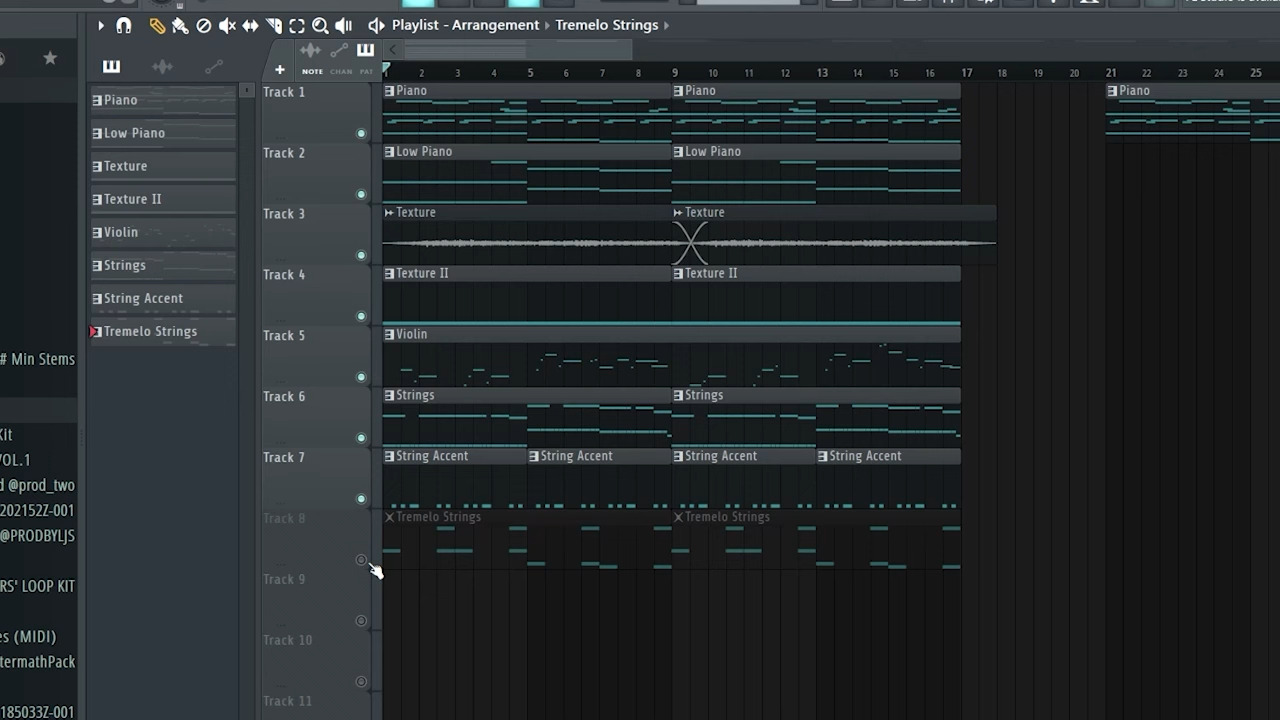 Playlist - Arrangement › Tremelo Strings ›
NOTE CHAN PAT
1 2 3 4 5 6 7 8 9 10 11 12 13 14 15 16 17 18 19 20 21 22 23 24 25
Piano
Low Piano
Texture
Texture II
Violin
Strings
String Accent
Tremelo Strings
# Min Stems
Kit
VOL.1
d @prod_two
202152Z-001
@PRODBYLJS
RS' LOOP KIT
es (MIDI)
termathPack
185033Z-001
Track 1
Piano
Piano
Piano
Track 2
Low Piano
Low Piano
Track 3
Texture
Texture
Track 4
Texture II
Texture II
Track 5
Violin
Track 6
Strings
Strings
Track 7
String Accent
String Accent
String Accent
String Accent
Track 8
Tremelo Strings
Tremelo Strings
Track 9
Track 10
Track 11